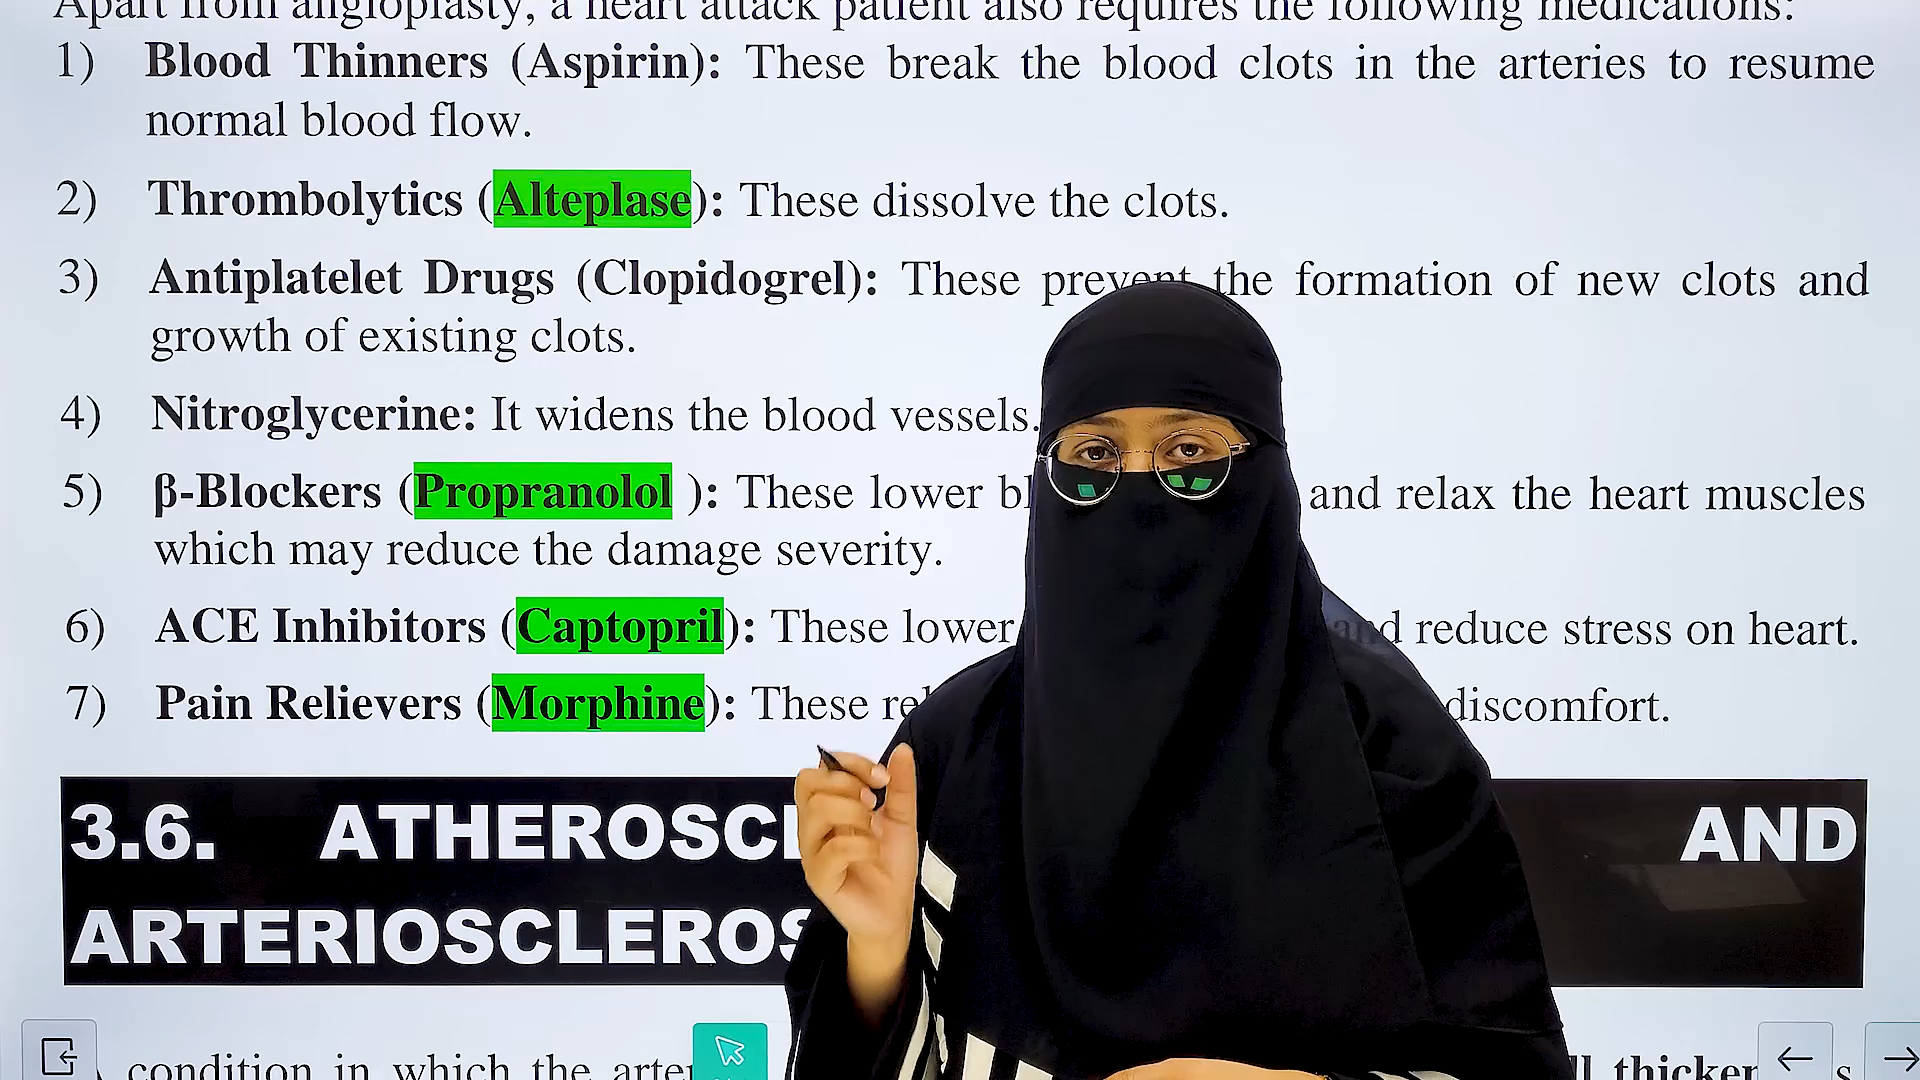 Apart from angioplasty, a heart attack patient also requires the following medications:
1) Blood Thinners (Aspirin): These break the blood clots in the arteries to resume
normal blood flow.
2) Thrombolytics (Alteplase): These dissolve the clots.
3) Antiplatelet Drugs (Clopidogrel): These prevent the formation of new clots and
growth of existing clots.
4) Nitroglycerine: It widens the blood vessels.
5) β-Blockers (Propranolol ): These lower and relax the heart muscles
which may reduce the damage severity.
6) ACE Inhibitors (Captopril): These lower and reduce stress on heart.
7) Pain Relievers (Morphine): These discomfort.
3.6. AND
condition in which the